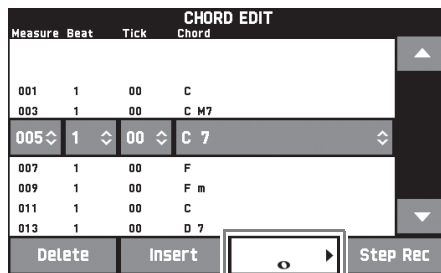 CHORD EDIT
Measure Beat Tick Chord
001 1 00 C
003 1 00 C M7
005 1 00 C 7
007 1 00 F
009 1 00 F m
011 1 00 C
013 1 00 D 7
Delete Insert Step Rec